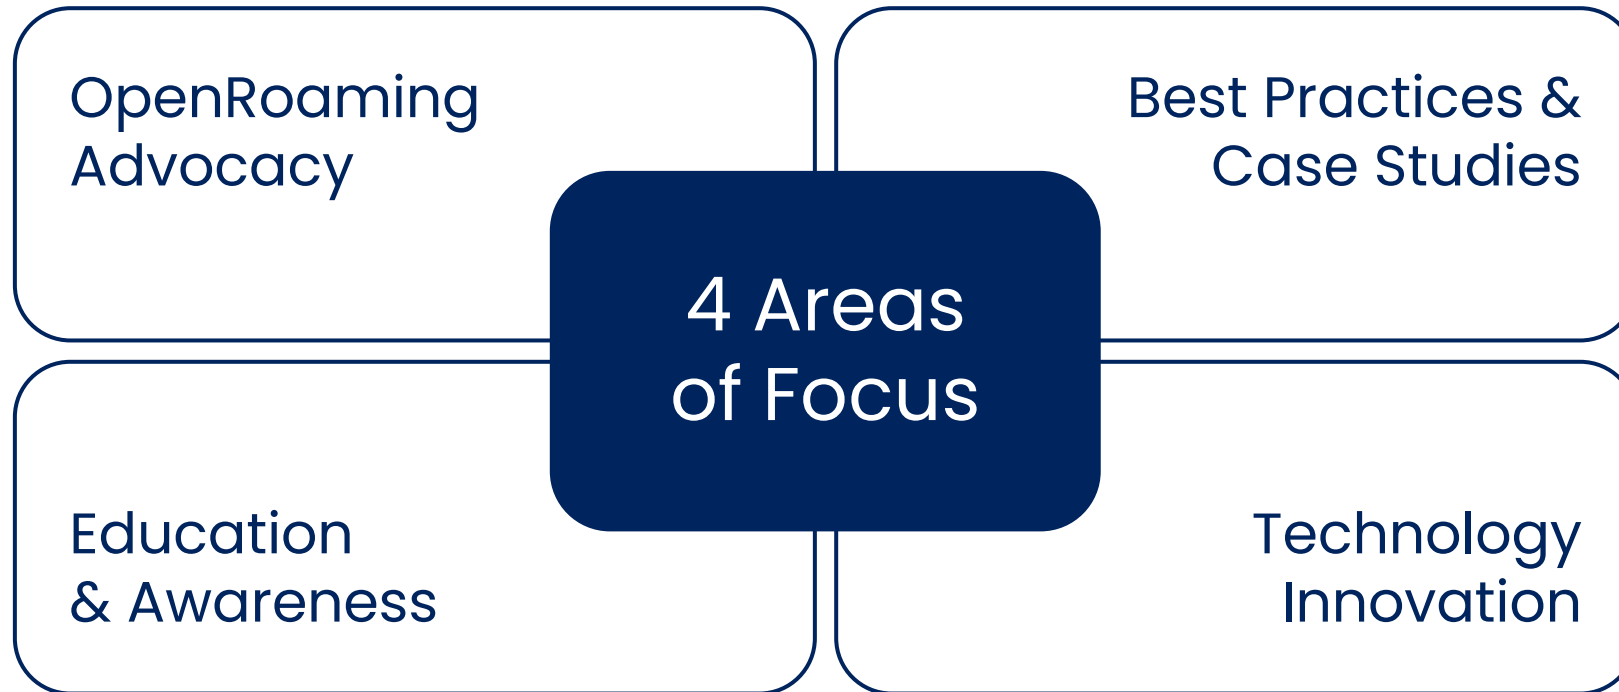 OpenRoaming
Advocacy
Best Practices &
Case Studies
4 Areas
of Focus
Education
& Awareness
Technology
Innovation